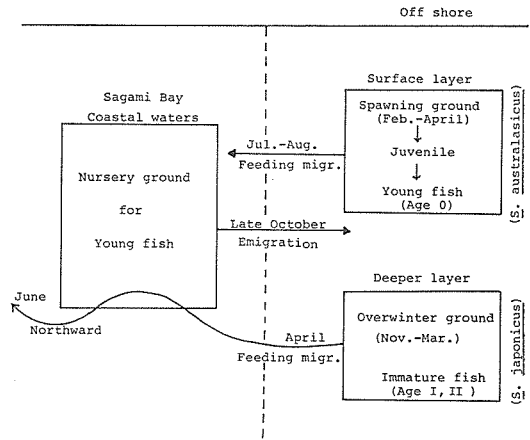 Off shore
Sagami Bay
Coastal waters
Nursery ground
for
Young fish
Surface layer
Spawning ground
(Feb.-April)
Juvenile
Young fish
(Age 0)
(S. australasicus)
Jul.-Aug.
Feeding migr.
Late October
Emigration
Deeper layer
Overwinter ground
(Nov.-Mar.)
Immature fish
(Age I, II )
(S. japonicus)
April
Feeding migr.
June
Northward